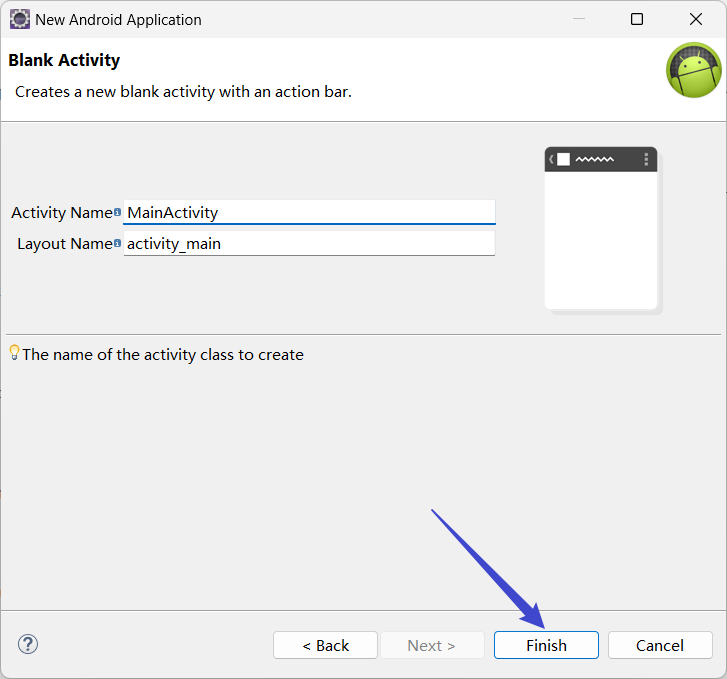 New Android Application
Blank Activity
Creates a new blank activity with an action bar.
Activity Name MainActivity
Layout Name activity_main
The name of the activity class to create
< Back Next > Finish Cancel